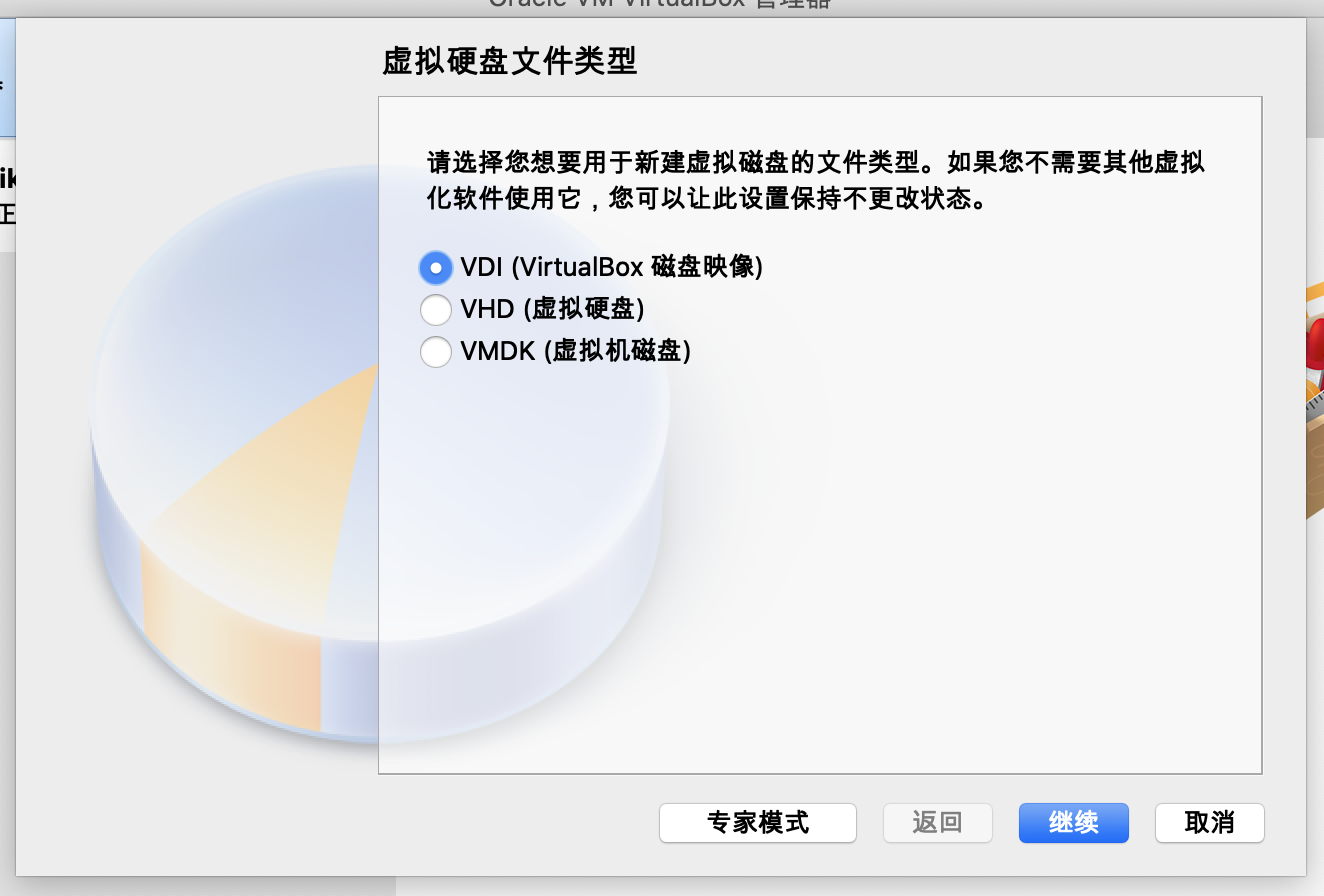 Oracle VM VirtualBox 管理器
虚拟硬盘文件类型
请选择您想要用于新建虚拟磁盘的文件类型。如果您不需要其他虚拟
化软件使用它，您可以让此设置保持不更改状态。
VDI (VirtualBox 磁盘映像)
VHD (虚拟硬盘)
VMDK (虚拟机磁盘)
专家模式
返回
继续
取消